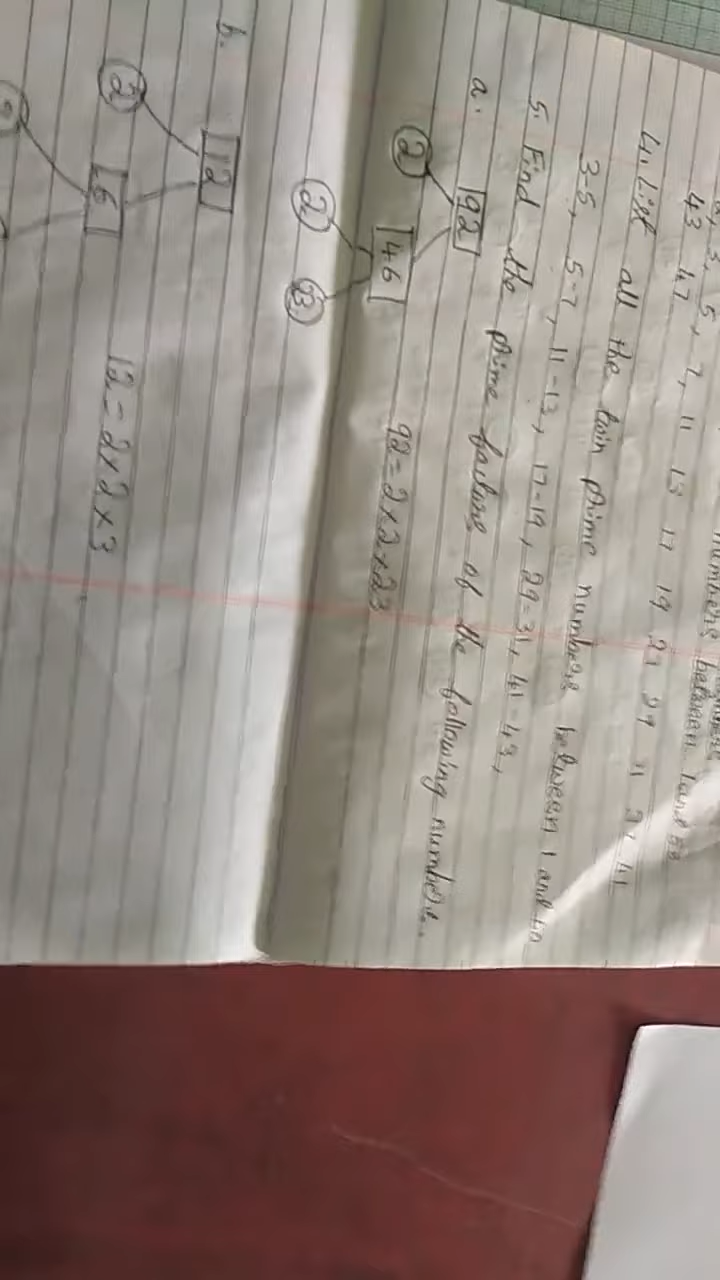 numbers between 1 and 50
3, 5, 7, 11 13 17 19 23 29 31 37 41
43 47
4. List all the twin prime numbers between 1 and 50
3-5, 5-7, 11-13, 17-19, 29-31, 41-43,
5. Find the prime factors of the following numbers.
a. 92
2 46
2 23
92 = 2 × 2 × 23
b. 12
2 6
12 = 2 × 2 × 3